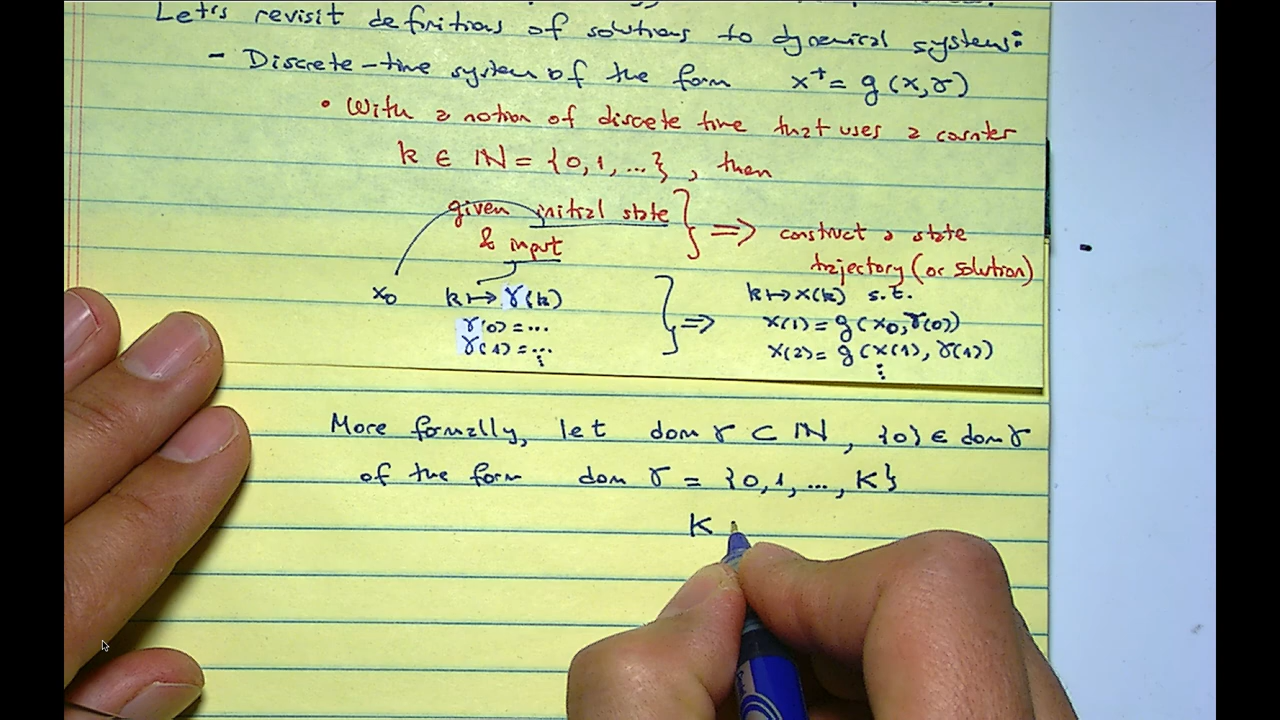 Let's revisit definitions of solutions to dynamical systems:
- Discrete-time system of the form x⁺ = g(x,γ)
• With a notion of discrete time that uses a counter
k ∈ ℕ = {0,1,...}, then
given initial state } ⇒ construct a state
& input trajectory (or solution)
x₀ k ↦ γ(k) } ⇒ k ↦ x(k) s.t.
γ(0) = ... x(1) = g(x₀,γ(0))
γ(1) = ... x(2) = g(x(1), γ(1))
⋮ ⋮
More formally, let dom γ ⊂ ℕ, {0} ∈ dom γ
of the form dom γ = {0,1,...,K}
K